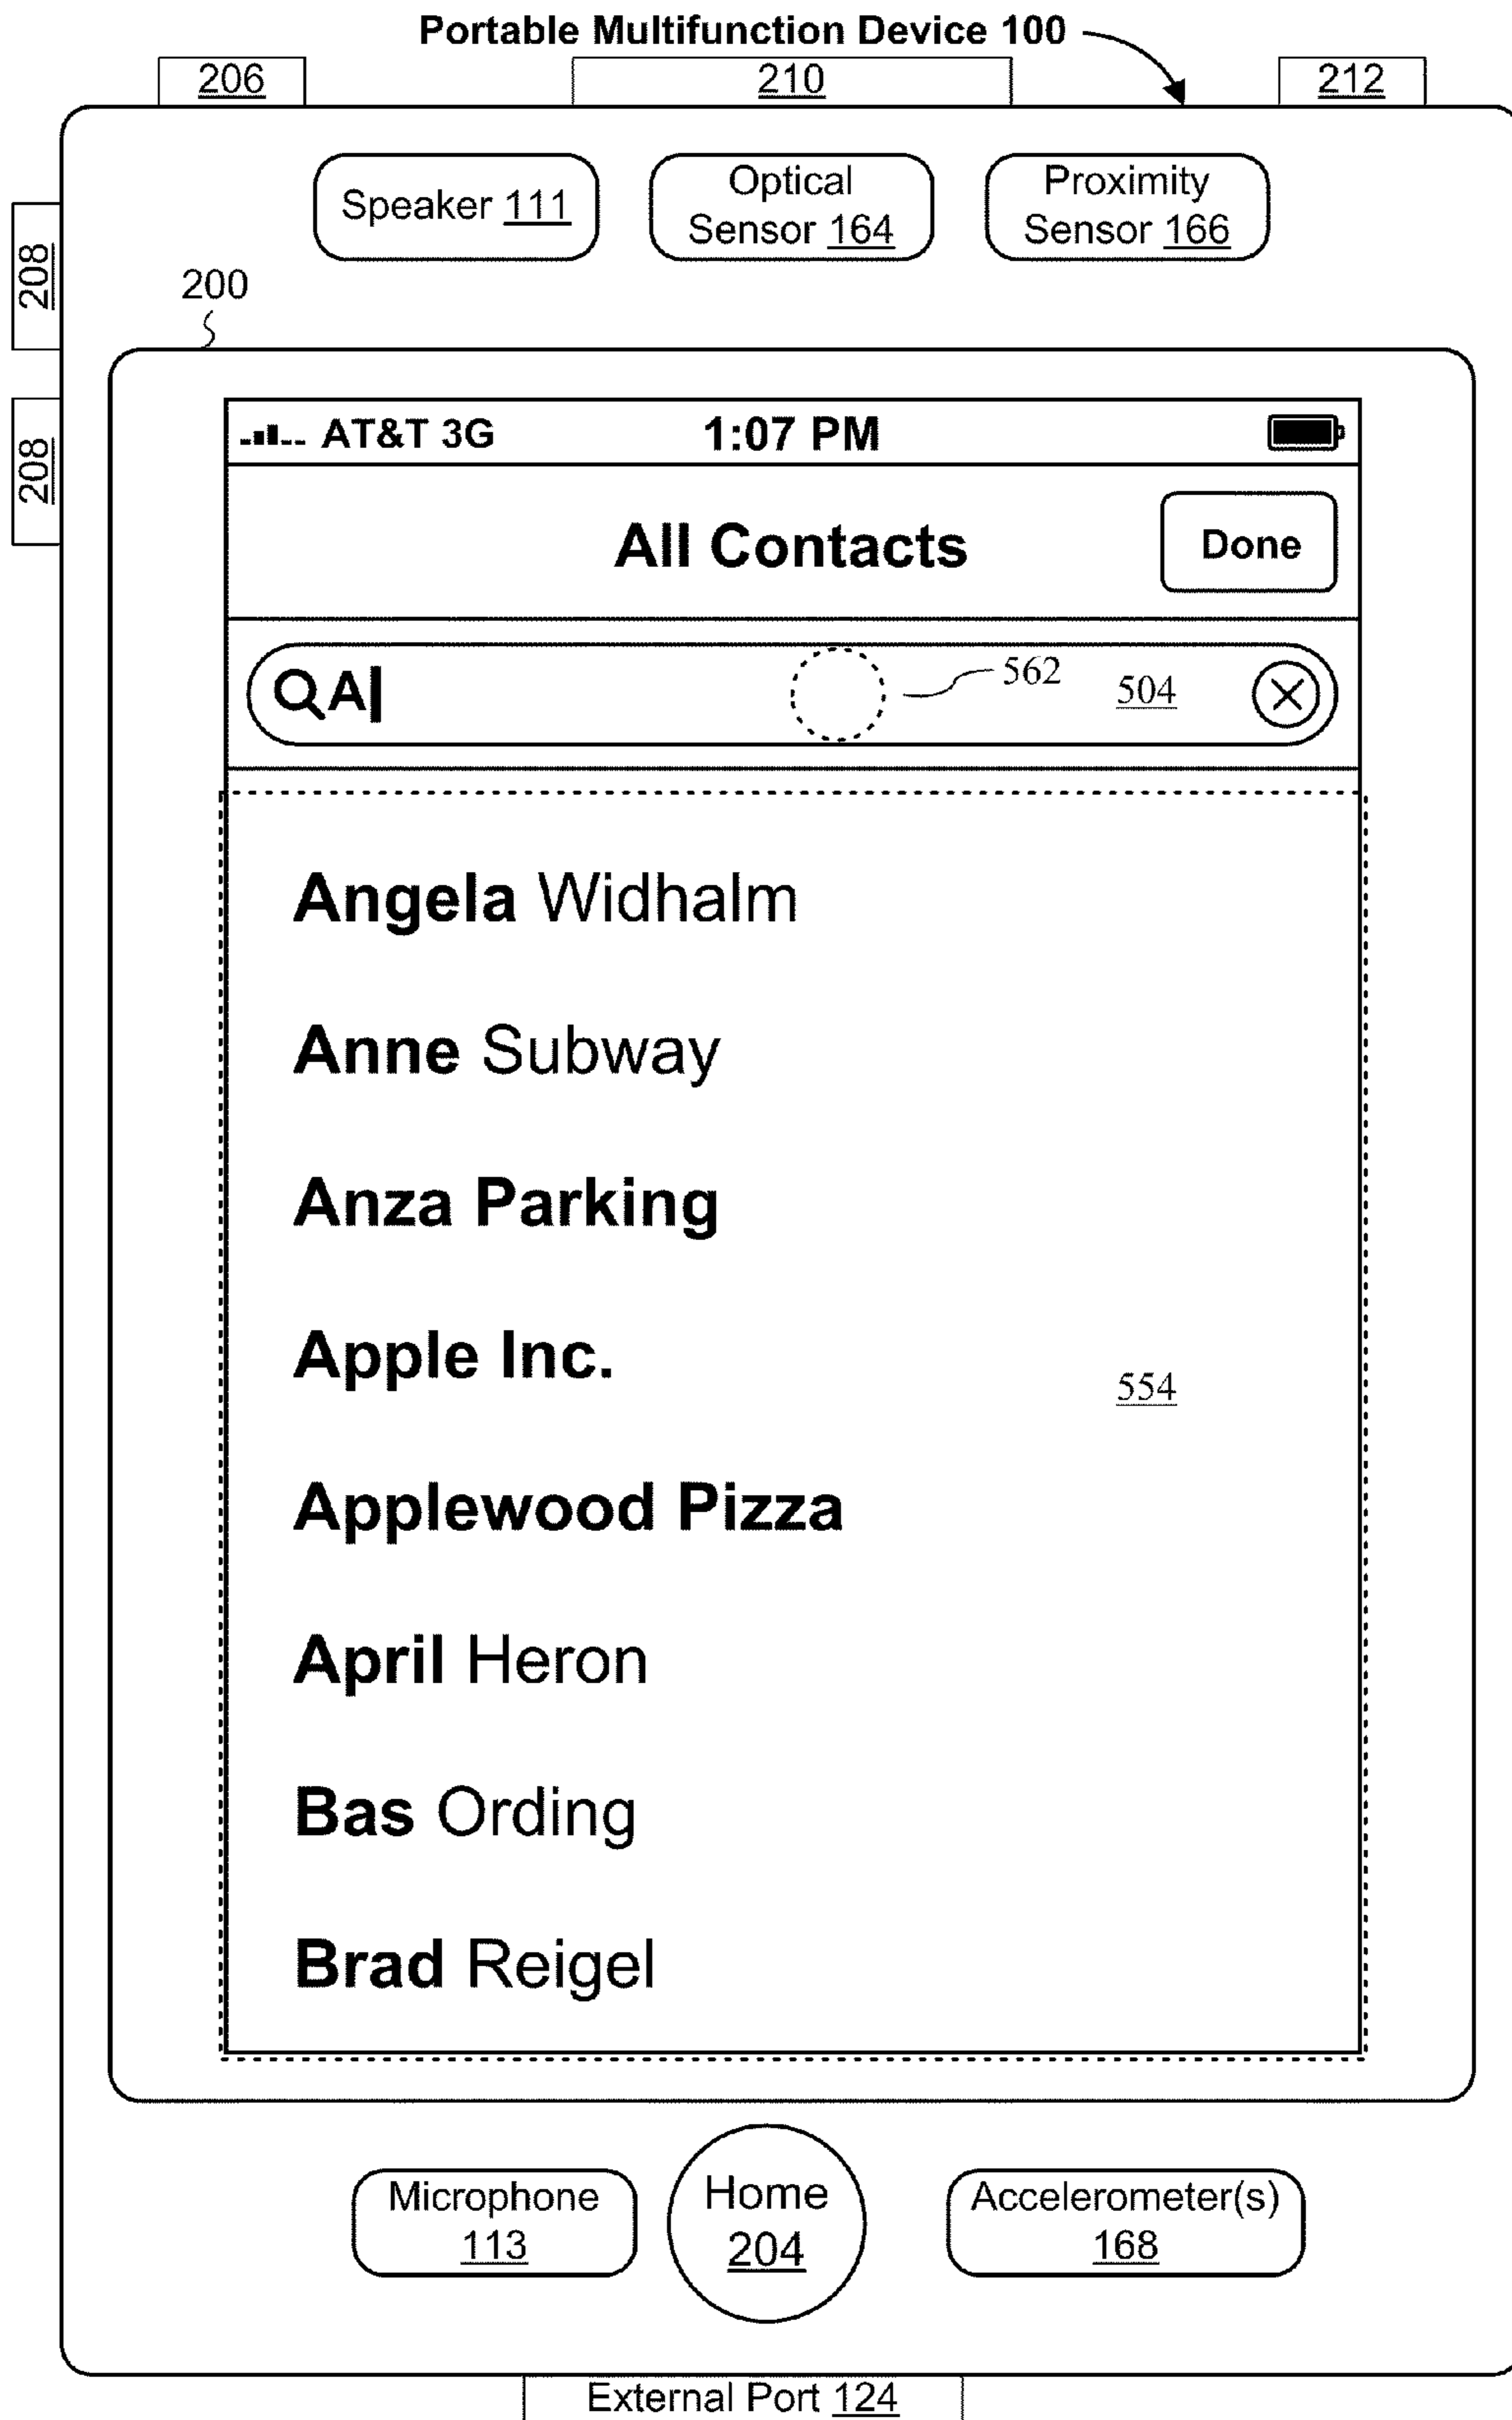 Portable Multifunction Device 100
206 210 212
Speaker 111
Optical
Sensor 164
Proximity
Sensor 166
208
200
208
AT&T 3G 1:07 PM
All Contacts Done
A 562 504
Angela Widhalm
Anne Subway
Anza Parking
Apple Inc.
554
Applewood Pizza
April Heron
Bas Ording
Brad Reigel
Microphone
113
Home
204
Accelerometer(s)
168
External Port 124